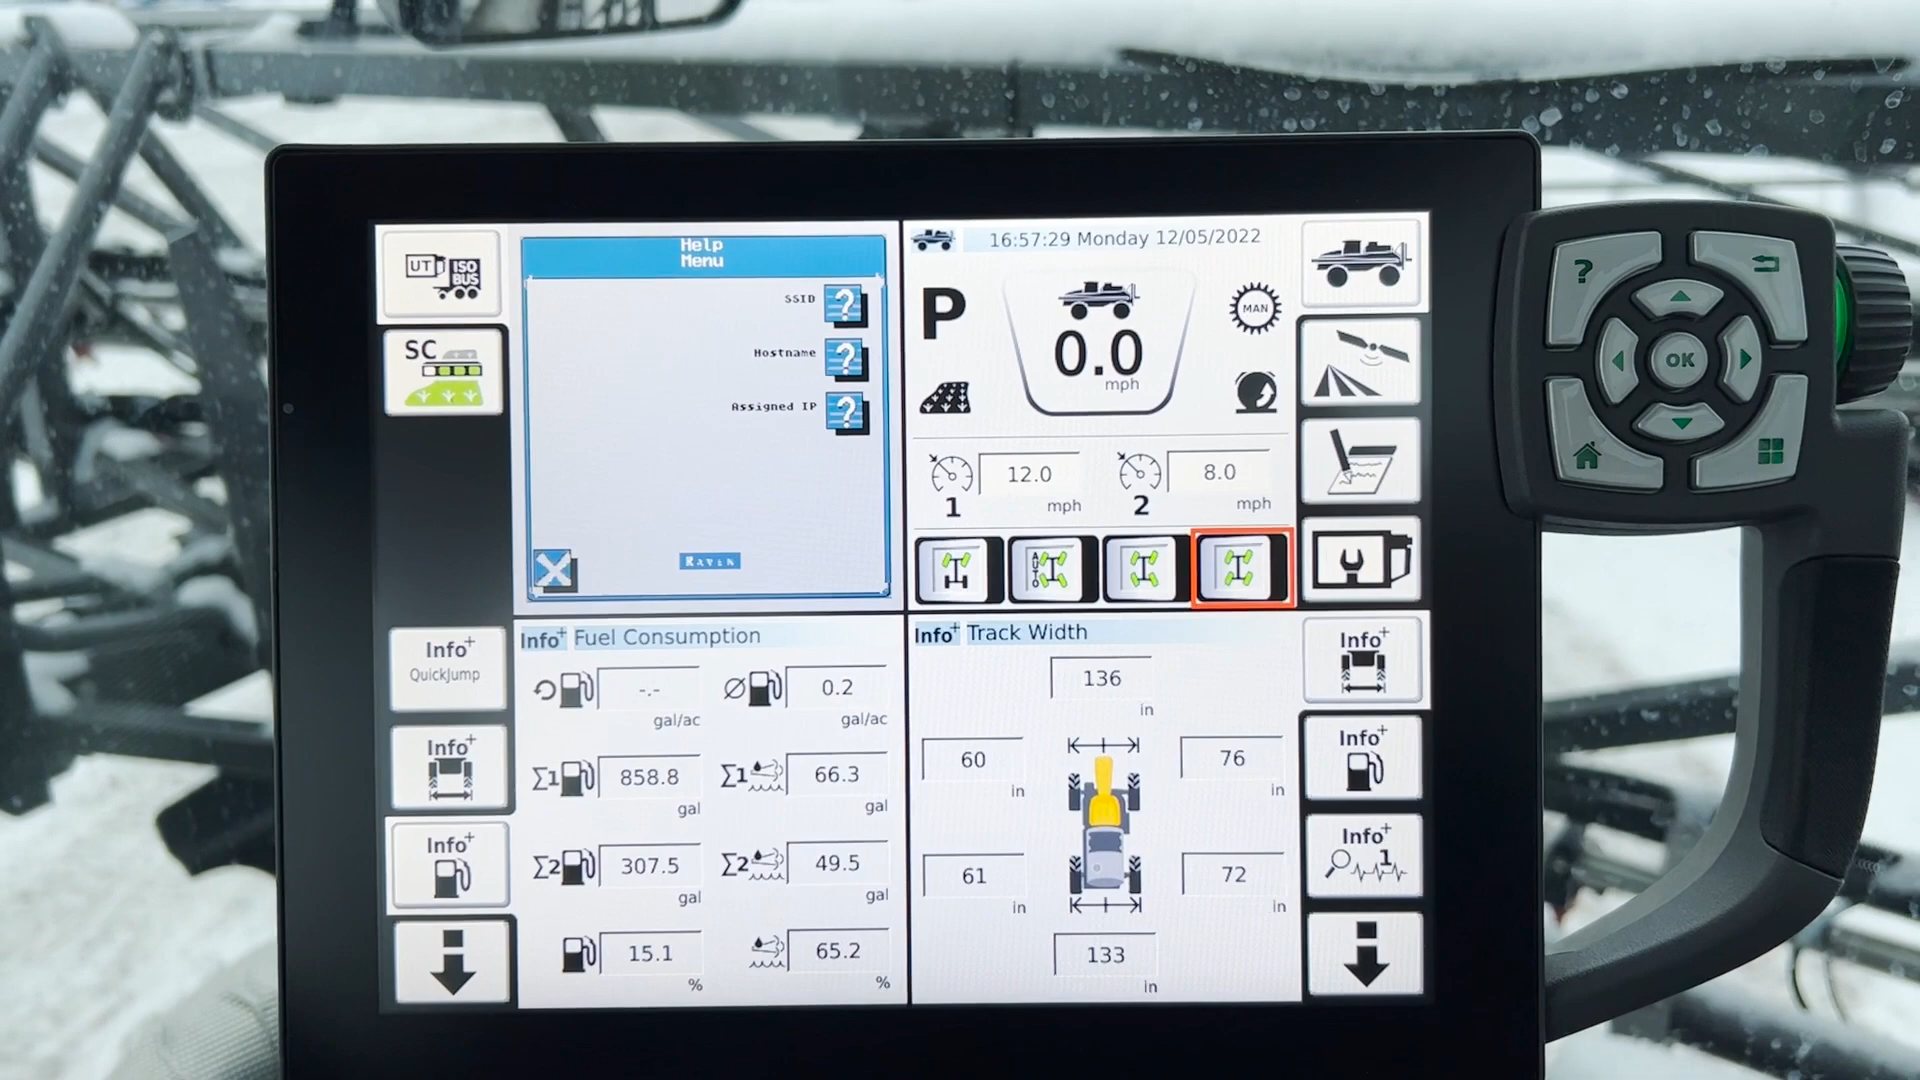 UT ISO
BUS
SC
Help
Menu
SSID ?
Hostname ?
Assigned IP ?
RAVEN
16:57:29 Monday 12/05/2022
P
MAN
0.0
mph
12.0
1 mph
8.0
2 mph
AUTO
Info+
QuickJump
Info+
Info+
Info+ Fuel Consumption
-.-
gal/ac
0.2
gal/ac
Σ1 858.8
gal
Σ1 66.3
gal
Σ2 307.5
gal
Σ2 49.5
gal
15.1
%
65.2
%
Info+ Track Width
136
in
60
in
76
in
61
in
72
in
133
in
Info+
Info+
Info+
1
?
OK